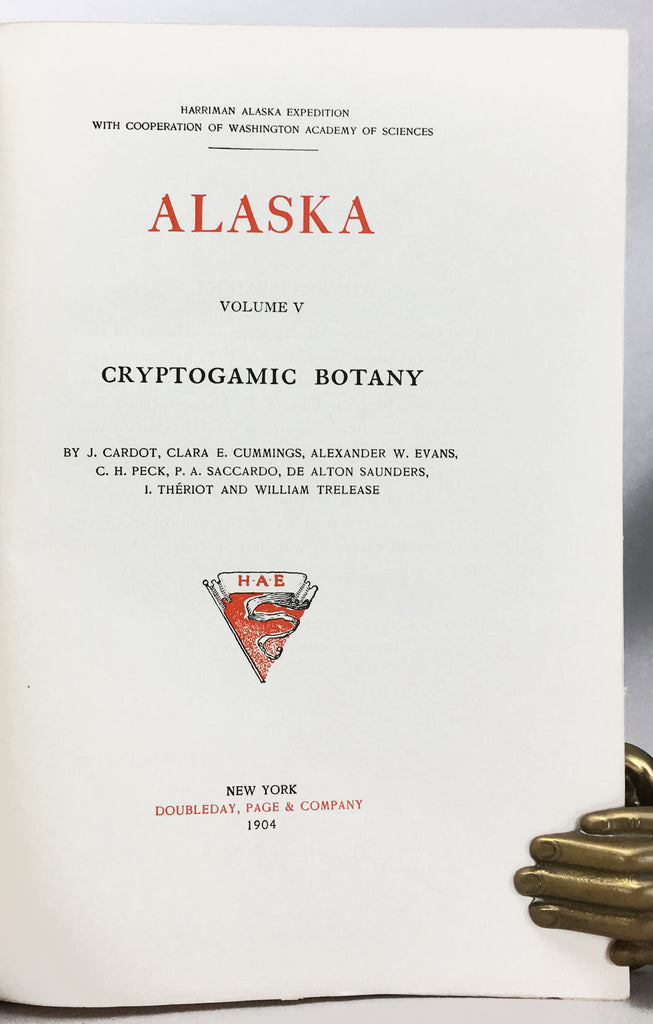 HARRIMAN ALASKA EXPEDITION
WITH COOPERATION OF WASHINGTON ACADEMY OF SCIENCES
ALASKA
VOLUME V
CRYPTOGAMIC BOTANY
BY J. CARDOT, CLARA E. CUMMINGS, ALEXANDER W. EVANS,
C. H. PECK, P. A. SACCARDO, DE ALTON SAUNDERS,
I. THÉRIOT AND WILLIAM TRELEASE
H·A·E
NEW YORK
DOUBLEDAY, PAGE & COMPANY
1904